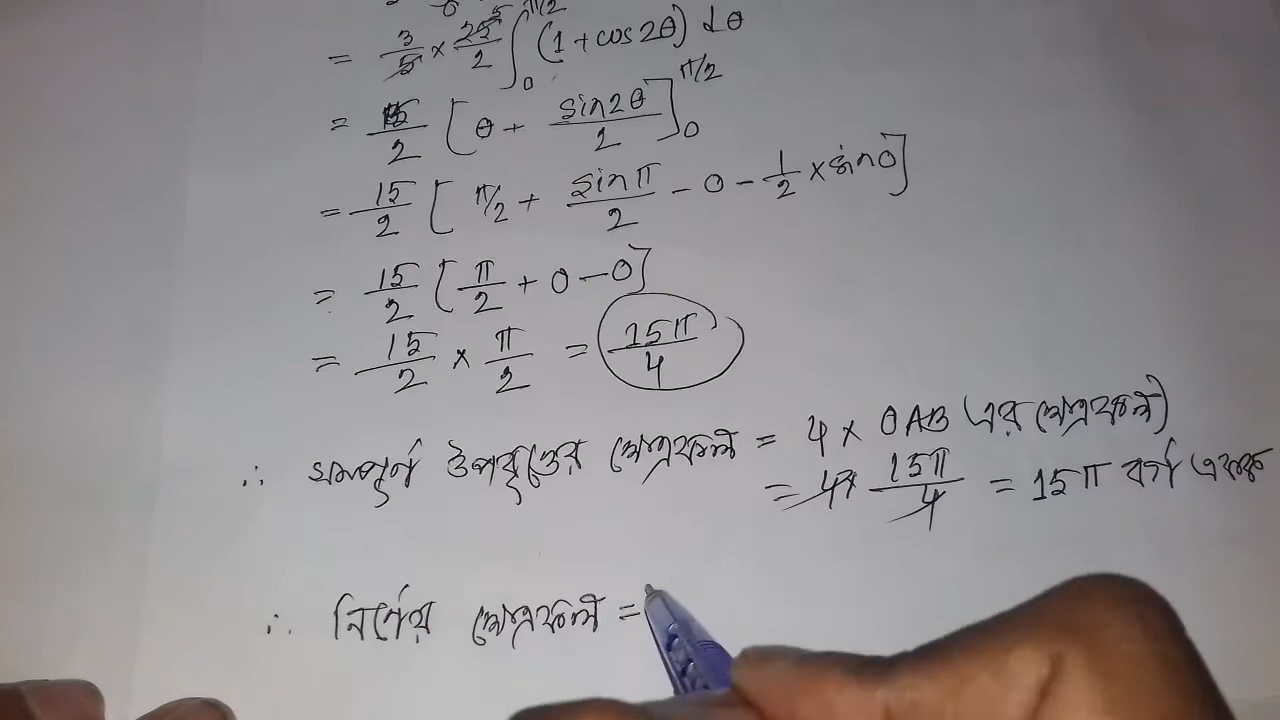 = 3/5 × 25/2 ∫₀^{π/2} (1 + cos 2θ) dθ
= 15/2 [θ + sin2θ/2]₀^{π/2}
= 15/2 [π/2 + sinπ/2 - 0 - 1/2 × sin0]
= 15/2 [π/2 + 0 - 0]
= 15/2 × π/2 = 15π/4
∴ সম্পূর্ণ উপবৃত্তের ক্ষেত্রফল = 4 × OAB এর ক্ষেত্রফল
= 4 × 15π/4 = 15π বর্গ একক
∴ নির্ণেয় ক্ষেত্রফল =